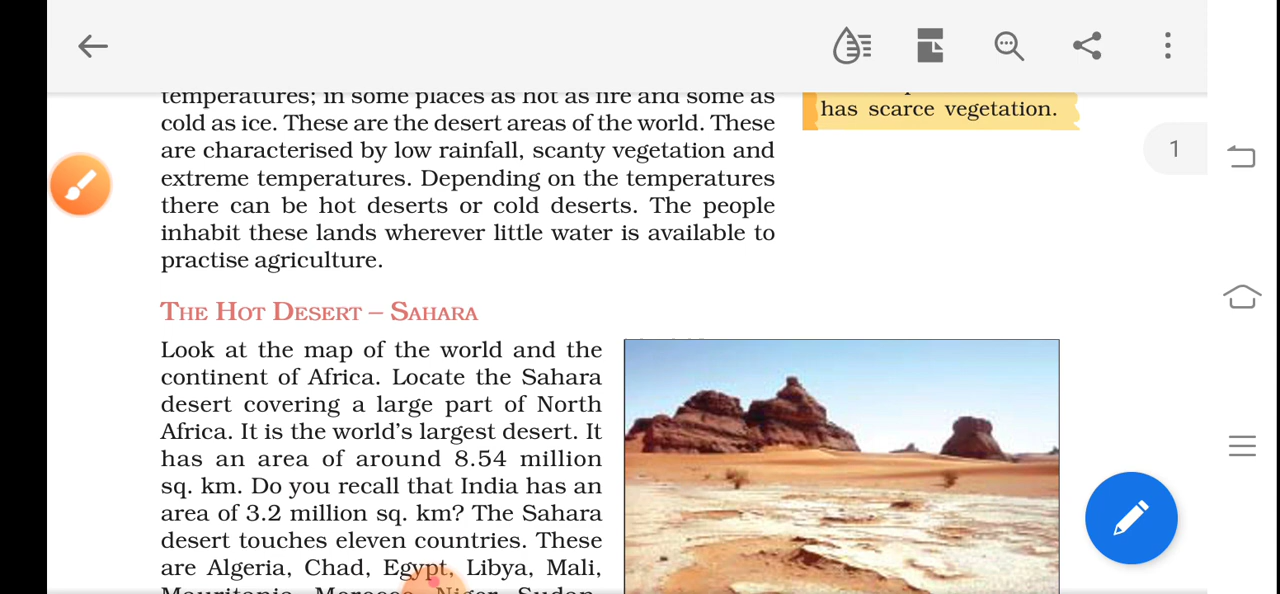 temperatures; in some places as hot as fire and some as
cold as ice. These are the desert areas of the world. These
are characterised by low rainfall, scanty vegetation and
extreme temperatures. Depending on the temperatures
there can be hot deserts or cold deserts. The people
inhabit these lands wherever little water is available to
practise agriculture.
has scarce vegetation.
1
THE HOT DESERT – SAHARA
Look at the map of the world and the
continent of Africa. Locate the Sahara
desert covering a large part of North
Africa. It is the world's largest desert. It
has an area of around 8.54 million
sq. km. Do you recall that India has an
area of 3.2 million sq. km? The Sahara
desert touches eleven countries. These
are Algeria, Chad, Egypt, Libya, Mali,
Mauritania, Morocco, Niger, Sudan,